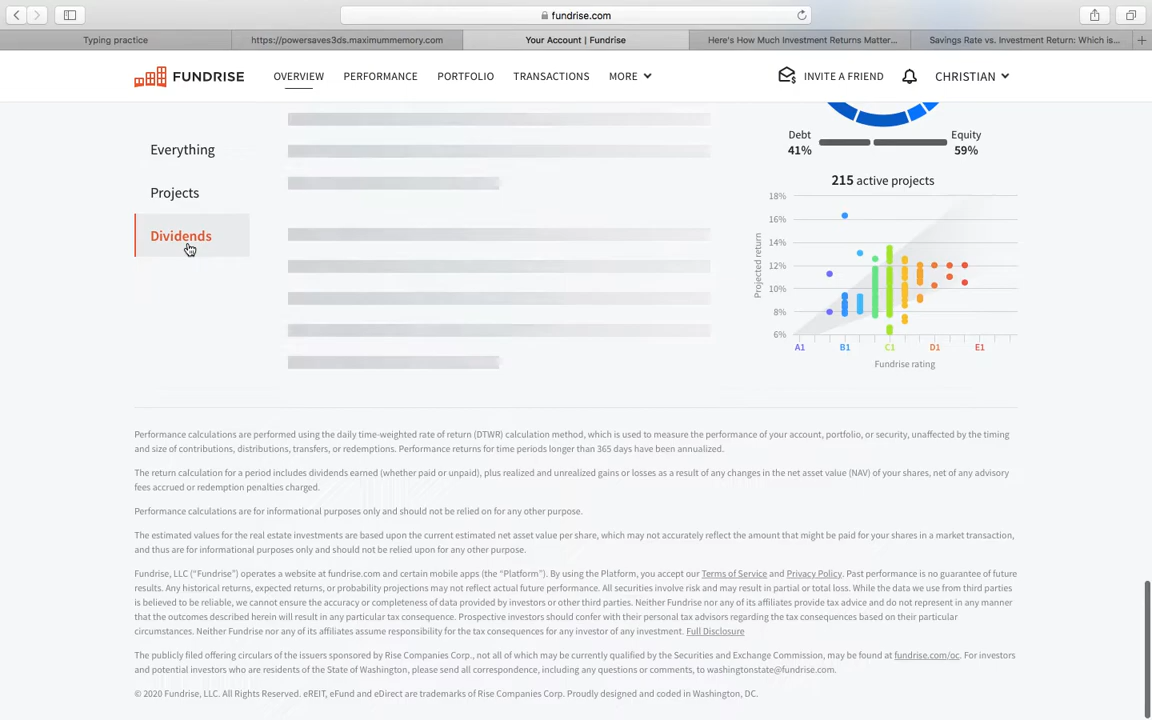 fundrise.com
Typing practice
https://powersaves3ds.maximummemory.com
Your Account | Fundrise
Here's How Much Investment Returns Matter...
Savings Rate vs. Investment Return: Which is...
FUNDRISE
OVERVIEW
PERFORMANCE
PORTFOLIO
TRANSACTIONS
MORE
INVITE A FRIEND
CHRISTIAN
Everything
Projects
Dividends
Debt
41%
Equity
59%
215 active projects
Projected return
18%
16%
14%
12%
10%
8%
6%
A1
B1
C1
D1
E1
Fundrise rating
Performance calculations are performed using the daily time-weighted rate of return (DTWR) calculation method, which is used to measure the performance of your account, portfolio, or security, unaffected by the timing
and size of contributions, distributions, transfers, or redemptions. Performance returns for time periods longer than 365 days have been annualized.
The return calculation for a period includes dividends earned (whether paid or unpaid), plus realized and unrealized gains or losses as a result of any changes in the net asset value (NAV) of your shares, net of any advisory
fees accrued or redemption penalties charged.
Performance calculations are for informational purposes only and should not be relied on for any other purpose.
The estimated values for the real estate investments are based upon the current estimated net asset value per share, which may not accurately reflect the amount that might be paid for your shares in a market transaction,
and thus are for informational purposes only and should not be relied upon for any other purpose.
Fundrise, LLC (“Fundrise”) operates a website at fundrise.com and certain mobile apps (the “Platform”). By using the Platform, you accept our Terms of Service and Privacy Policy. Past performance is no guarantee of future
results. Any historical returns, expected returns, or probability projections may not reflect actual future performance. All securities involve risk and may result in partial or total loss. While the data we use from third parties
is believed to be reliable, we cannot ensure the accuracy or completeness of data provided by investors or other third parties. Neither Fundrise nor any of its affiliates provide tax advice and do not represent in any manner
that the outcomes described herein will result in any particular tax consequence. Prospective investors should confer with their personal tax advisors regarding the tax consequences based on their particular
circumstances. Neither Fundrise nor any of its affiliates assume responsibility for the tax consequences for any investor of any investment. Full Disclosure
The publicly filed offering circulars of the issuers sponsored by Rise Companies Corp., not all of which may be currently qualified by the Securities and Exchange Commission, may be found at fundrise.com/oc. For investors
and potential investors who are residents of the State of Washington, please send all correspondence, including any questions or comments, to washingtonstate@fundrise.com.
© 2020 Fundrise, LLC. All Rights Reserved. eREIT, eFund and eDirect are trademarks of Rise Companies Corp. Proudly designed and coded in Washington, DC.